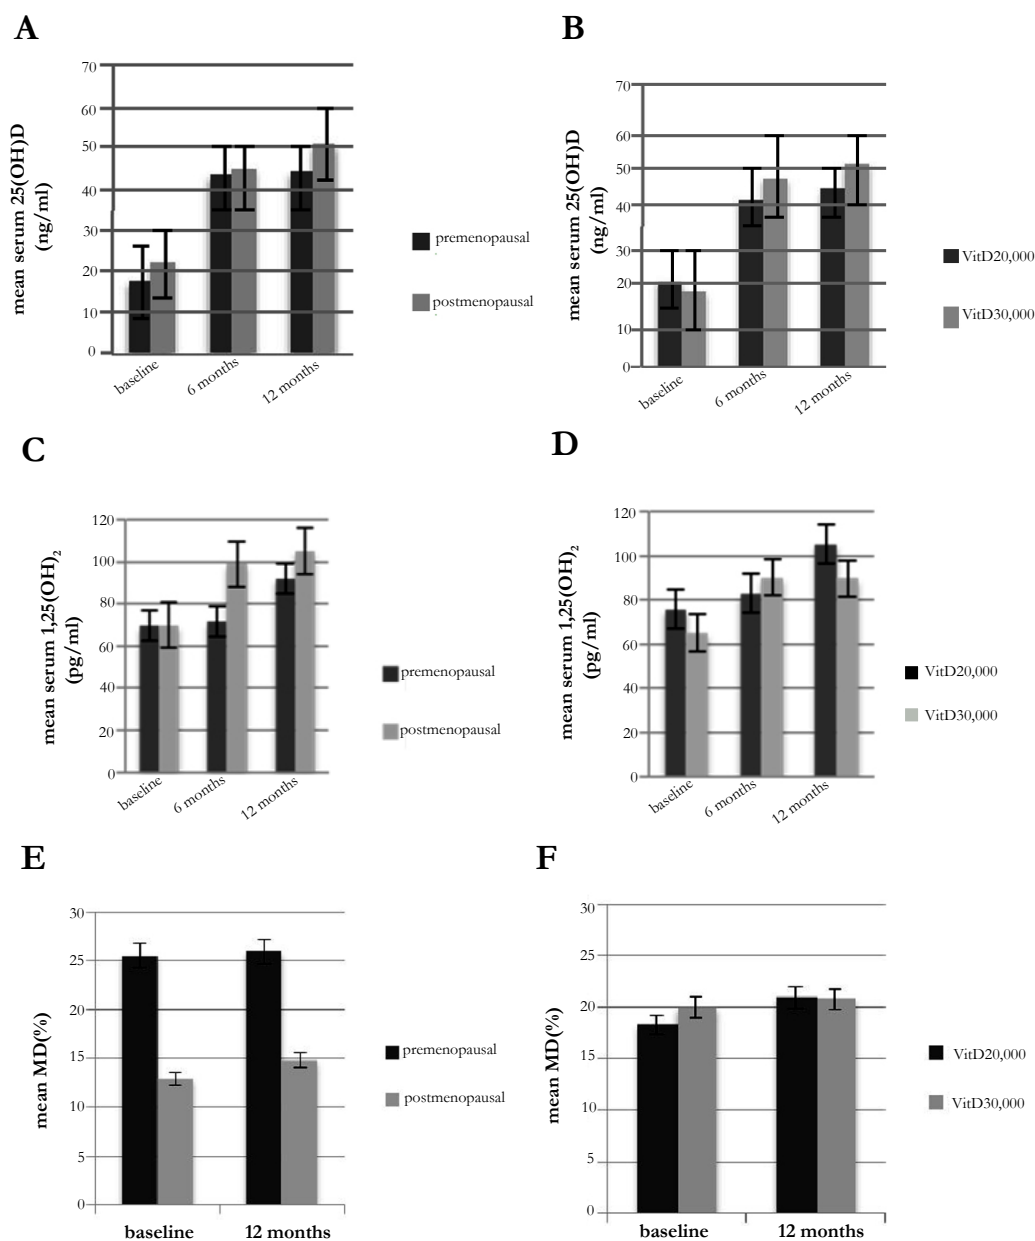 A
mean serum 25(OH)D
(ng/ml)
70
60
50
40
30
20
10
0
baseline
6 months
12 months
premenopausal
postmenopausal
B
mean serum 25(OH)D
(ng/ml)
70
60
50
40
30
20
10
0
baseline
6 months
12 months
VitD20,000
VitD30,000
C
mean serum 1,25(OH)₂
(pg/ml)
120
100
80
60
40
20
0
baseline
6 months
12 months
premenopausal
postmenopausal
D
mean serum 1,25(OH)₂
(pg/ml)
120
100
80
60
40
20
0
baseline
6 months
12 months
VitD20,000
VitD30,000
E
mean MD(%)
30
25
20
15
10
5
0
baseline
12 months
premenopausal
postmenopausal
F
mean MD(%)
30
25
20
15
10
5
0
baseline
12 months
VitD20,000
VitD30,000